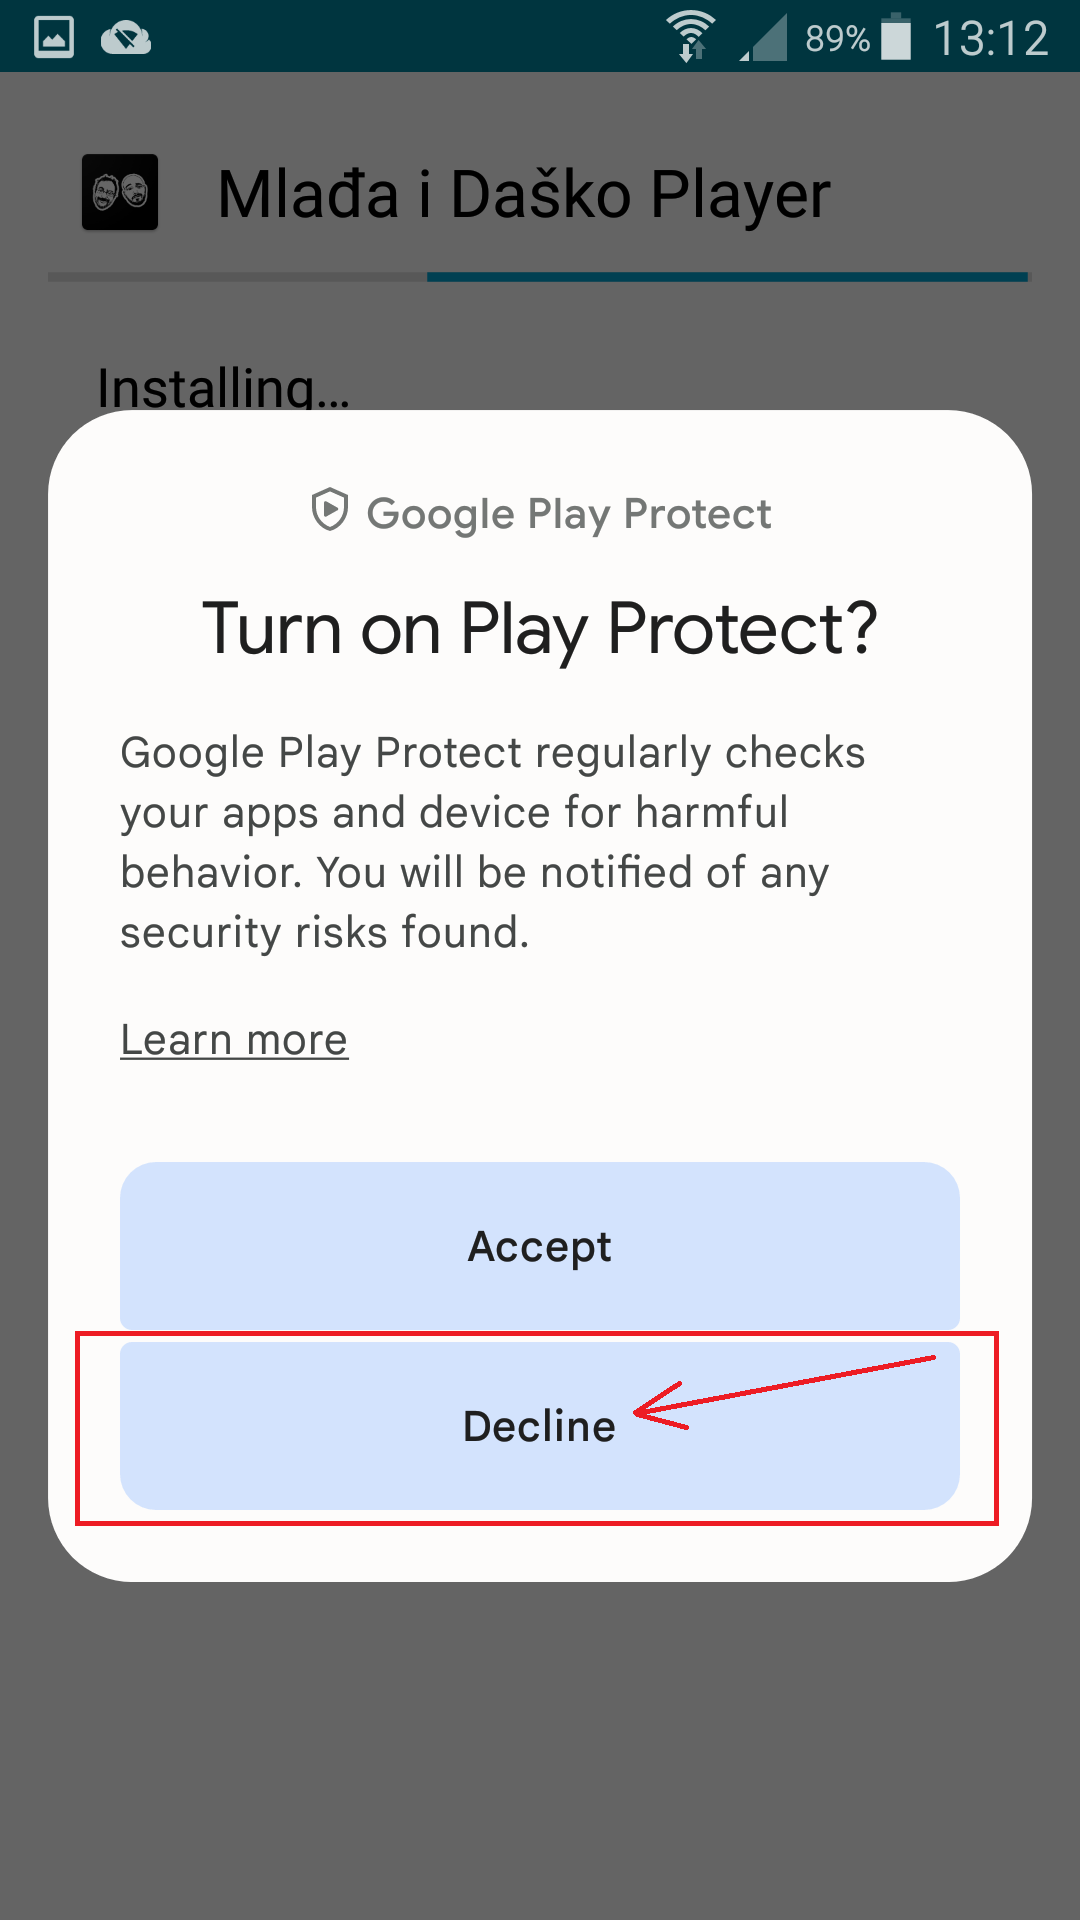 89% 13:12
Mlađa i Daško Player
Installing...
Google Play Protect
Turn on Play Protect?
Google Play Protect regularly checks
your apps and device for harmful
behavior. You will be notified of any
security risks found.
Learn more
Accept
Decline